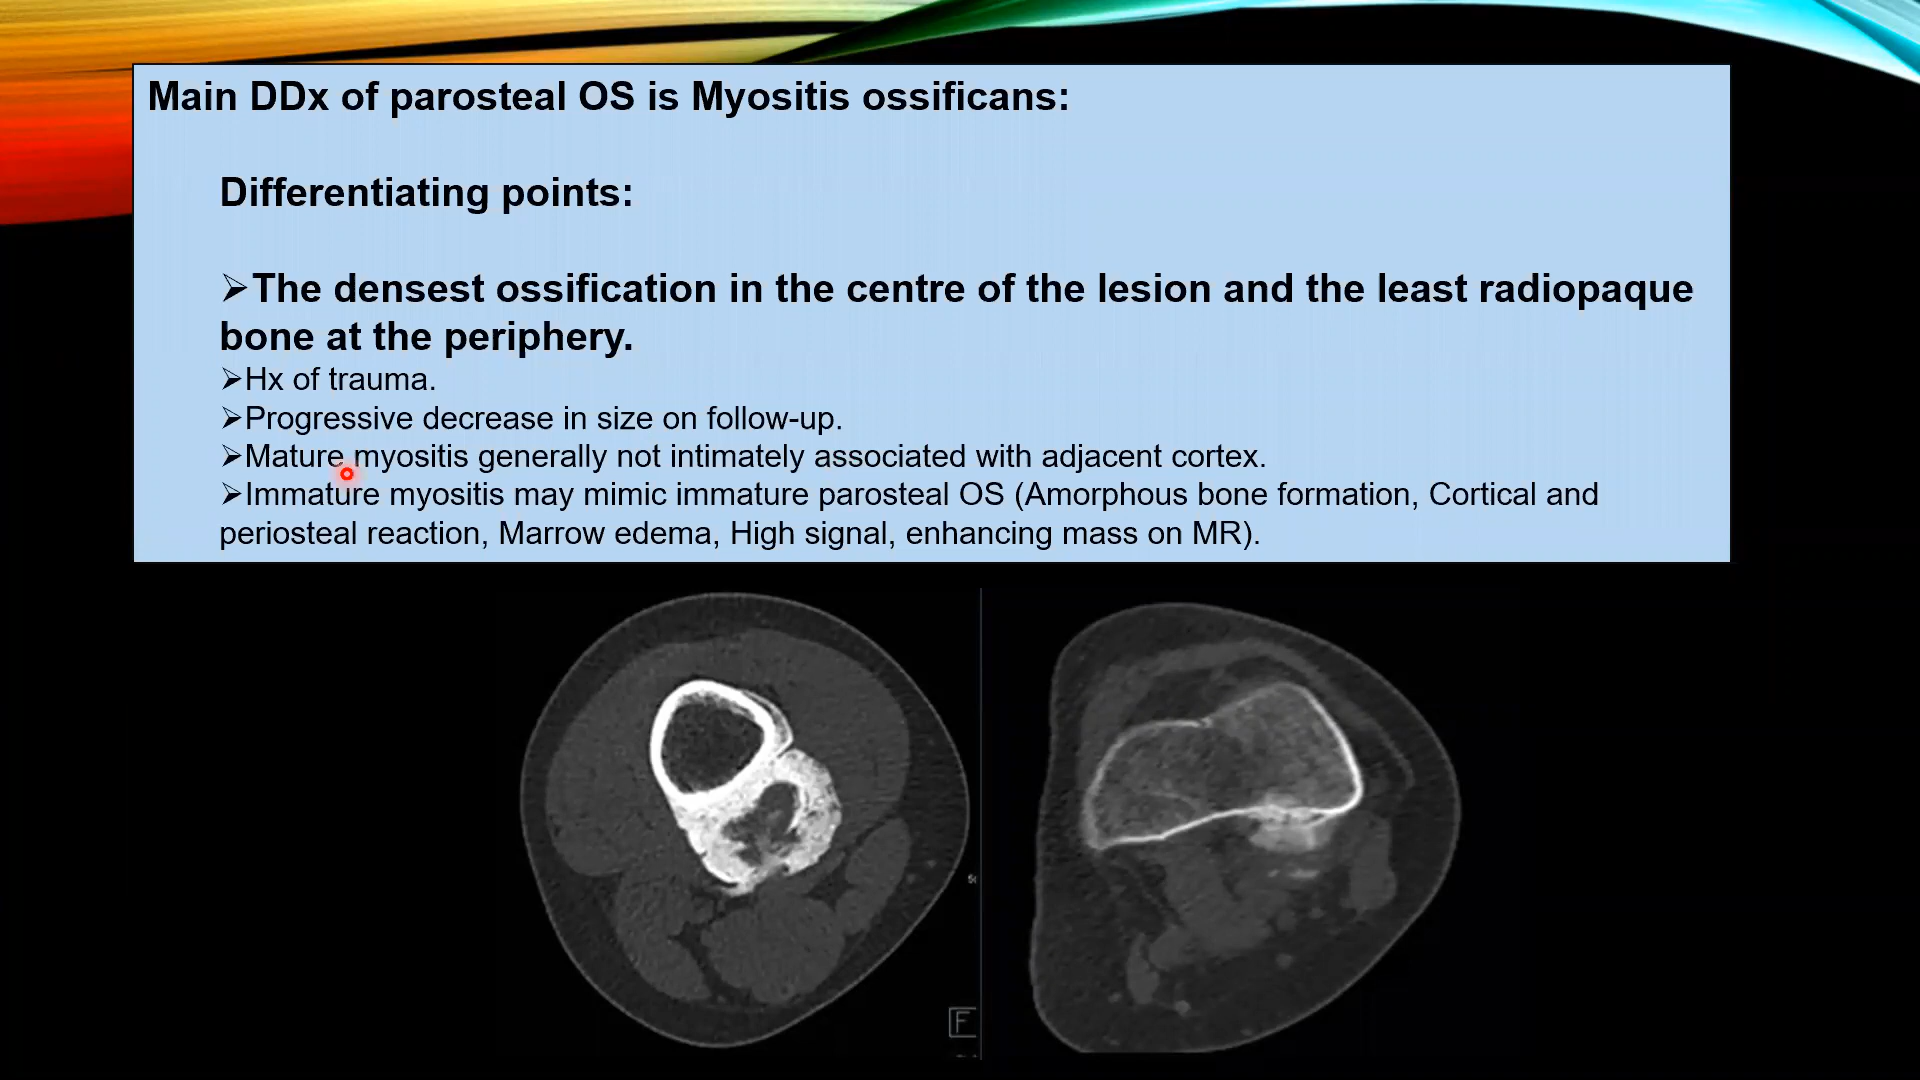 Main DDx of parosteal OS is Myositis ossificans:
Differentiating points:
➢The densest ossification in the centre of the lesion and the least radiopaque
bone at the periphery.
➢Hx of trauma.
➢Progressive decrease in size on follow-up.
➢Mature myositis generally not intimately associated with adjacent cortex.
➢Immature myositis may mimic immature parosteal OS (Amorphous bone formation, Cortical and
periosteal reaction, Marrow edema, High signal, enhancing mass on MR).
F